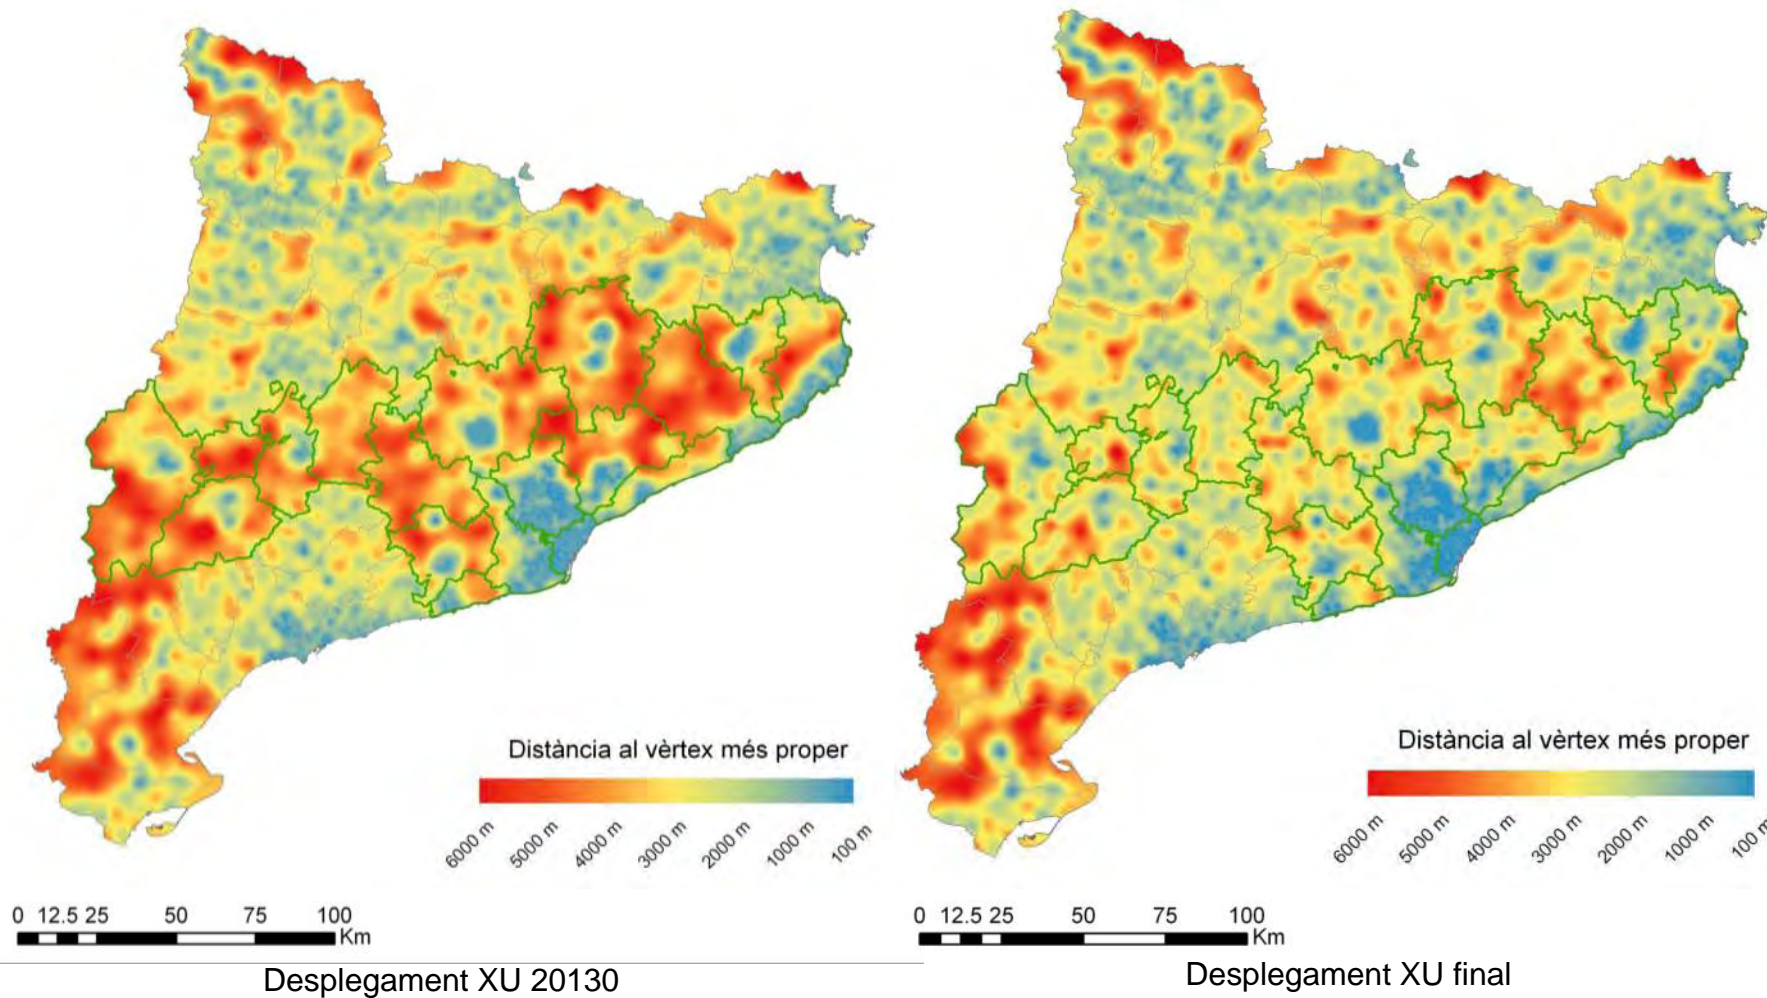 Distància al vèrtex més proper
6000 m 5000 m 4000 m 3000 m 2000 m 1000 m 100 m
0 12.5 25 50 75 100
Km
Desplegament XU 20130
Distància al vèrtex més proper
6000 m 5000 m 4000 m 3000 m 2000 m 1000 m 100 m
0 12.5 25 50 75 100
Km
Desplegament XU final